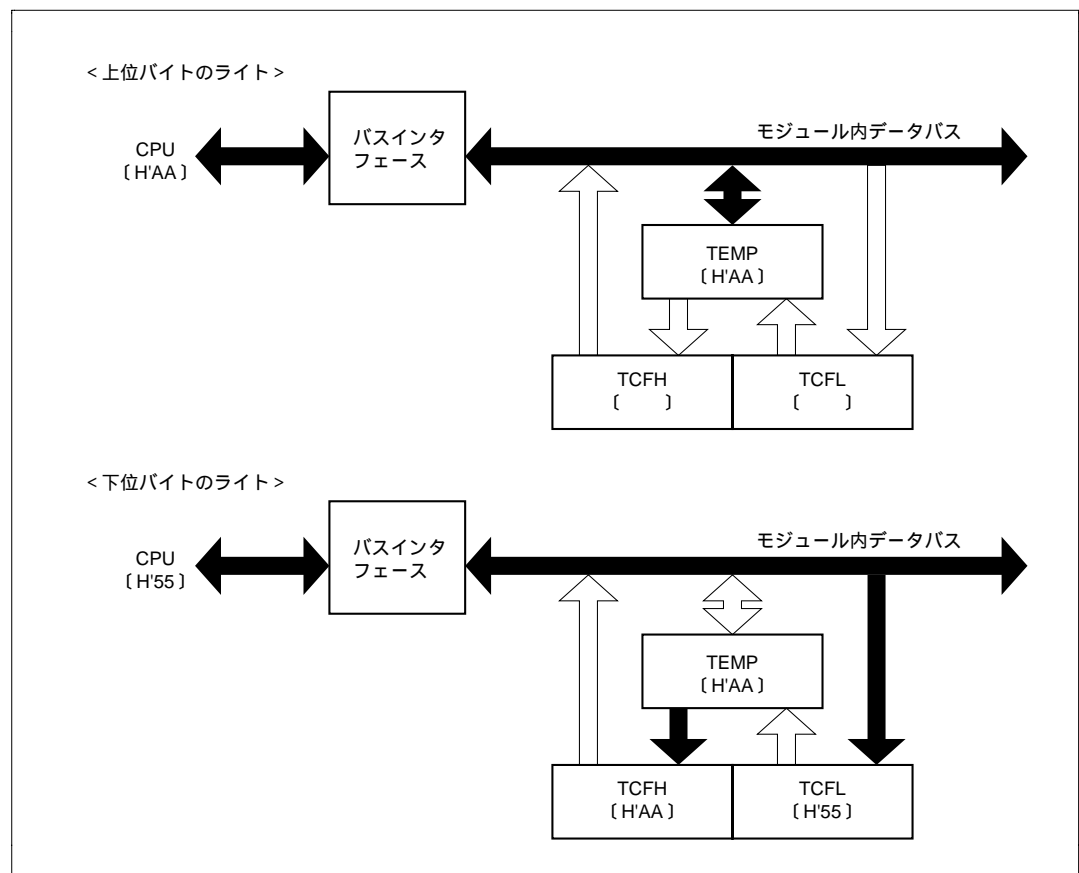 <上位バイトのライト>
CPU
〔H'AA〕
バスインタ
フェース
モジュール内データバス
TEMP
〔H'AA〕
TCFH
〔　　〕
TCFL
〔　　〕
<下位バイトのライト>
CPU
〔H'55〕
バスインタ
フェース
モジュール内データバス
TEMP
〔H'AA〕
TCFH
〔H'AA〕
TCFL
〔H'55〕